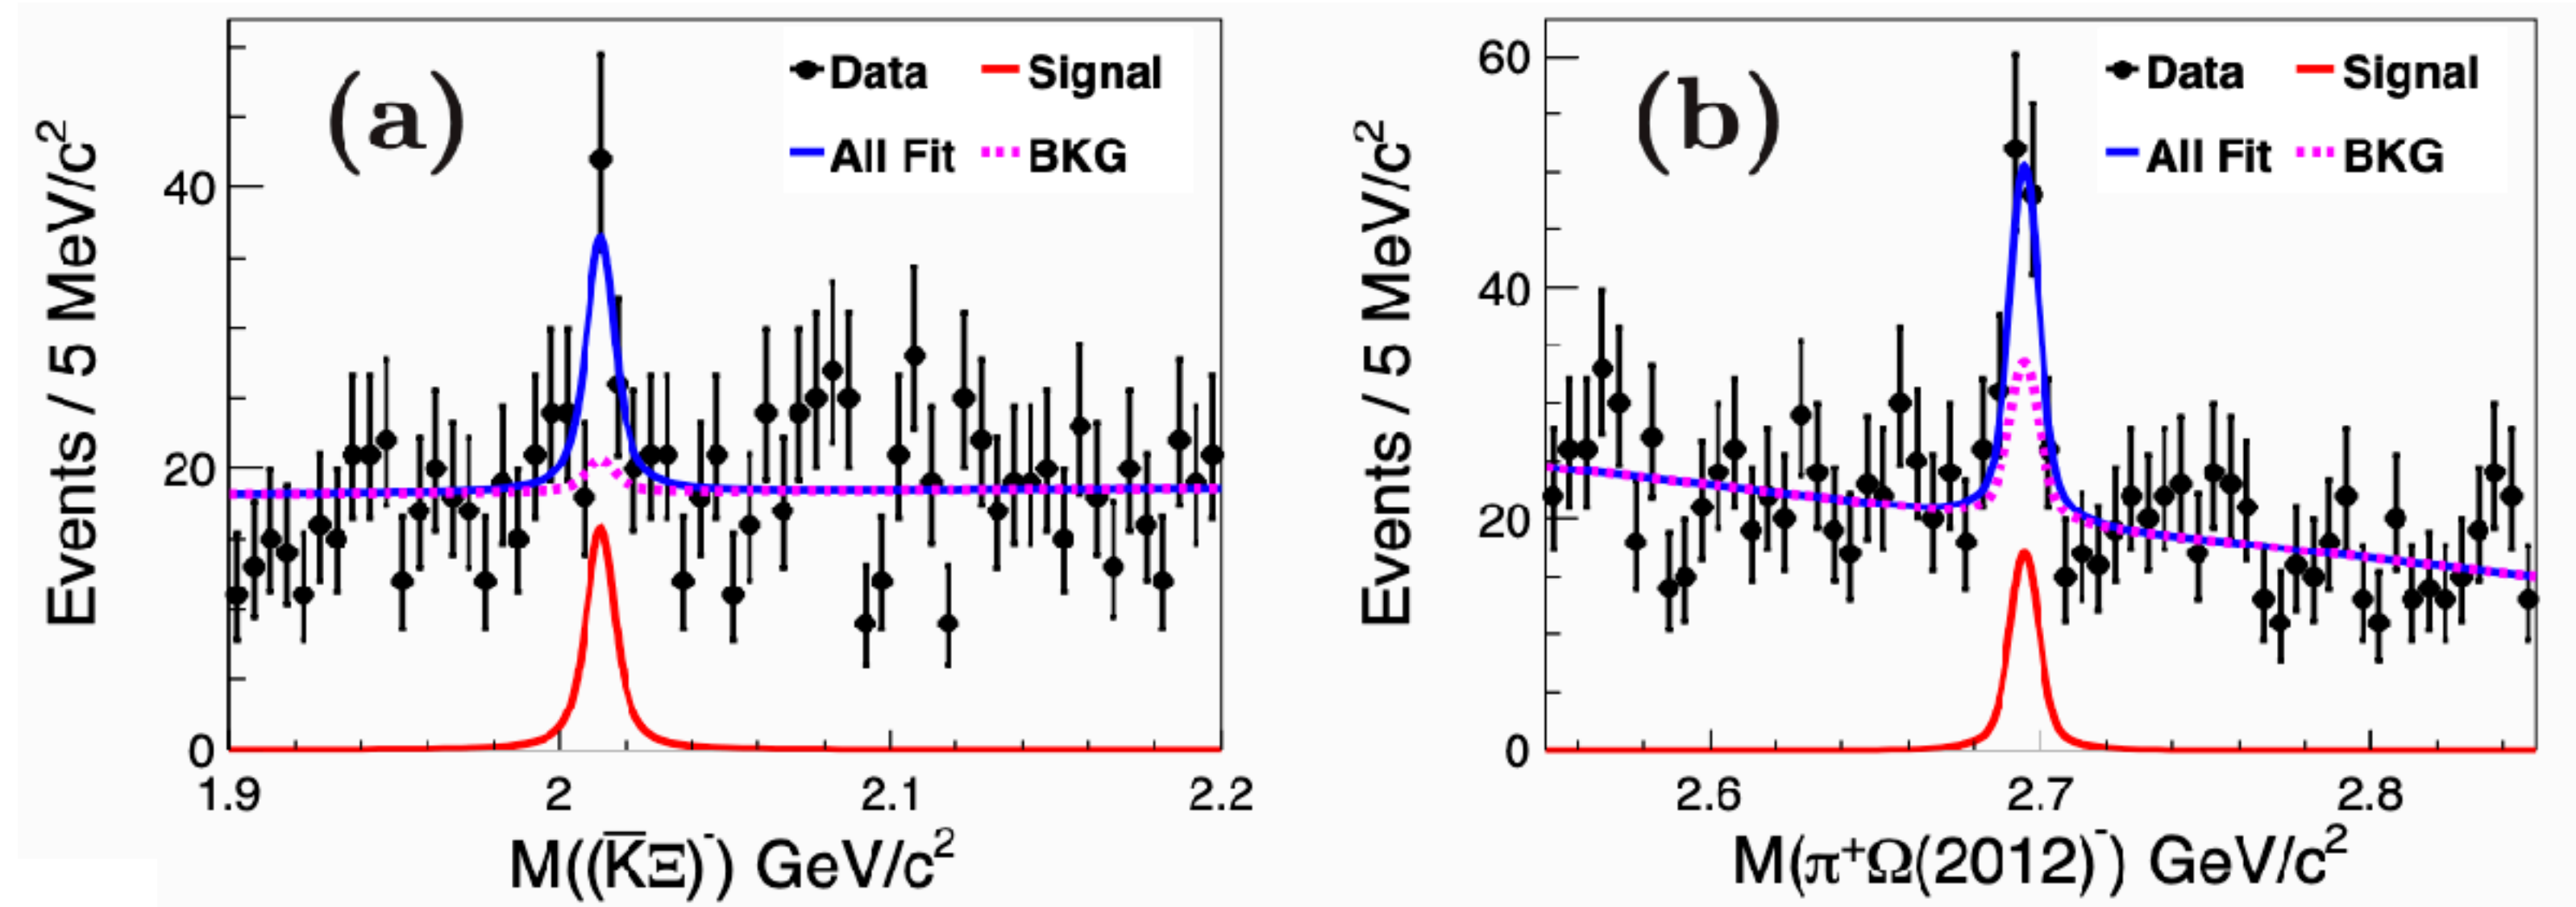 (a)
Data
Signal
All Fit
BKG
Events / 5 MeV/c²
40
20
0
1.9
2
2.1
2.2
M((K̅Ξ)⁻) GeV/c²
(b)
Data
Signal
All Fit
BKG
Events / 5 MeV/c²
60
40
20
0
2.6
2.7
2.8
M(π⁺Ω(2012)⁻) GeV/c²